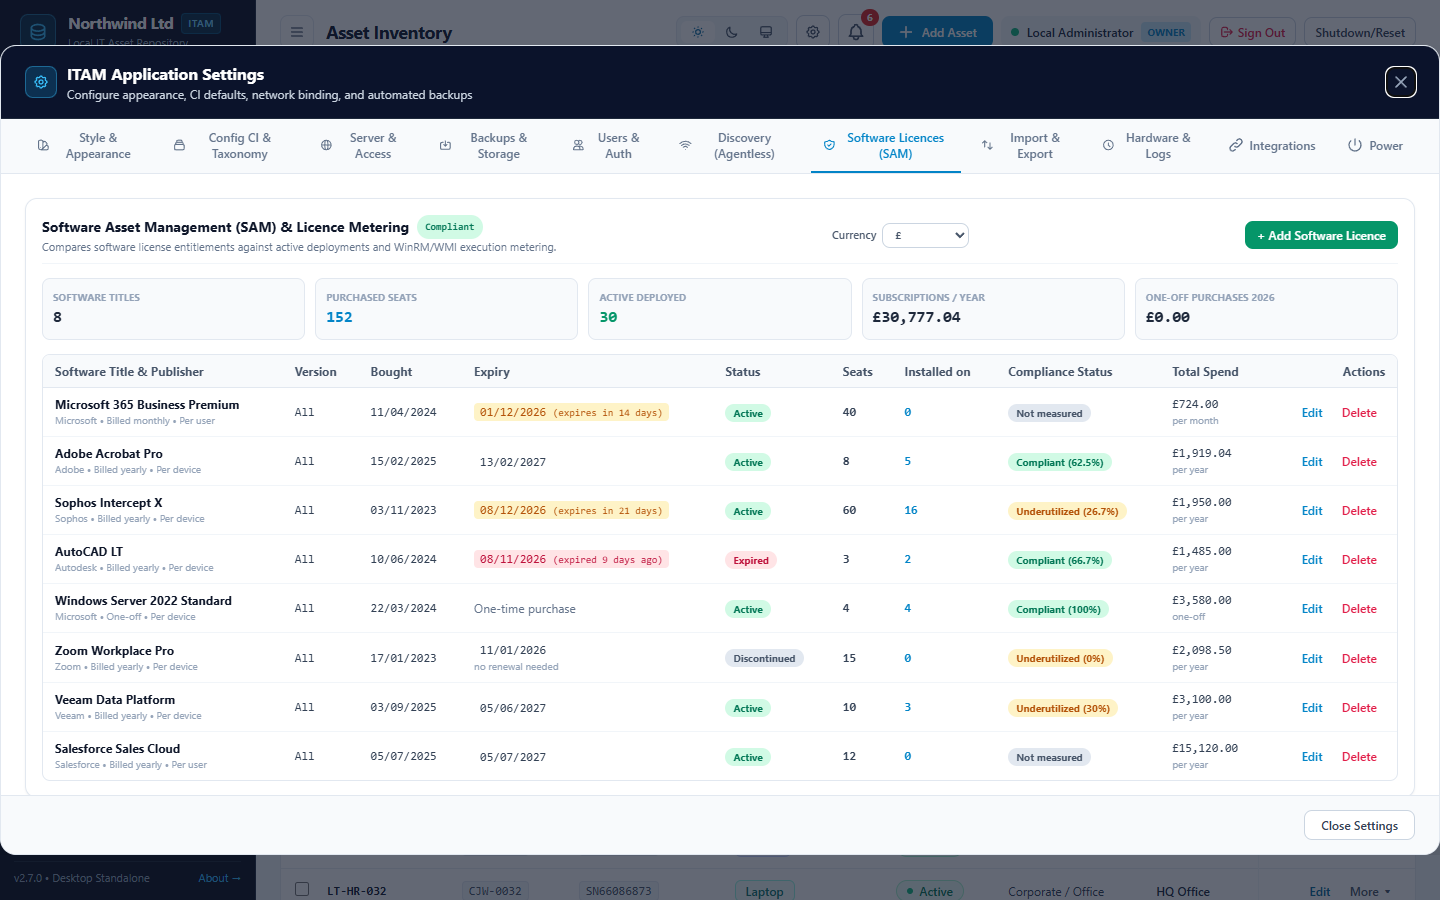 Northwind Ltd ITAM
Local IT Asset Repository
Asset Inventory
6
+ Add Asset
Local Administrator OWNER
Sign Out
Shutdown/Reset
ITAM Application Settings
Configure appearance, CI defaults, network binding, and automated backups
Style & Appearance
Config CI & Taxonomy
Server & Access
Backups & Storage
Users & Auth
Discovery (Agentless)
Software Licences (SAM)
Import & Export
Hardware & Logs
Integrations
Power
Software Asset Management (SAM) & Licence Metering Compliant
Compares software license entitlements against active deployments and WinRM/WMI execution metering.
Currency £
+ Add Software Licence
SOFTWARE TITLES
8
PURCHASED SEATS
152
ACTIVE DEPLOYED
30
SUBSCRIPTIONS / YEAR
£30,777.04
ONE-OFF PURCHASES 2026
£0.00
Software Title & Publisher Version Bought Expiry Status Seats Installed on Compliance Status Total Spend Actions
Microsoft 365 Business Premium All 11/04/2024 01/12/2026 (expires in 14 days) Active 40 0 Not measured £724.00 Edit Delete
Microsoft • Billed monthly • Per user per month
Adobe Acrobat Pro All 15/02/2025 13/02/2027 Active 8 5 Compliant (62.5%) £1,919.04 Edit Delete
Adobe • Billed yearly • Per device per year
Sophos Intercept X All 03/11/2023 08/12/2026 (expires in 21 days) Active 60 16 Underutilized (26.7%) £1,950.00 Edit Delete
Sophos • Billed yearly • Per device per year
AutoCAD LT All 10/06/2024 08/11/2026 (expired 9 days ago) Expired 3 2 Compliant (66.7%) £1,485.00 Edit Delete
Autodesk • Billed yearly • Per device per year
Windows Server 2022 Standard All 22/03/2024 One-time purchase Active 4 4 Compliant (100%) £3,580.00 Edit Delete
Microsoft • One-off • Per device one-off
Zoom Workplace Pro All 17/01/2023 11/01/2026 Discontinued 15 0 Underutilized (0%) £2,098.50 Edit Delete
Zoom • Billed yearly • Per device no renewal needed per year
Veeam Data Platform All 03/09/2025 05/06/2027 Active 10 3 Underutilized (30%) £3,100.00 Edit Delete
Veeam • Billed yearly • Per device per year
Salesforce Sales Cloud All 05/07/2025 05/07/2027 Active 12 0 Not measured £15,120.00 Edit Delete
Salesforce • Billed yearly • Per user per year
Close Settings
v2.7.0 • Desktop Standalone About →
LT-HR-032 CJW-0032 SN66086873 Laptop Active Corporate / Office HQ Office Edit More